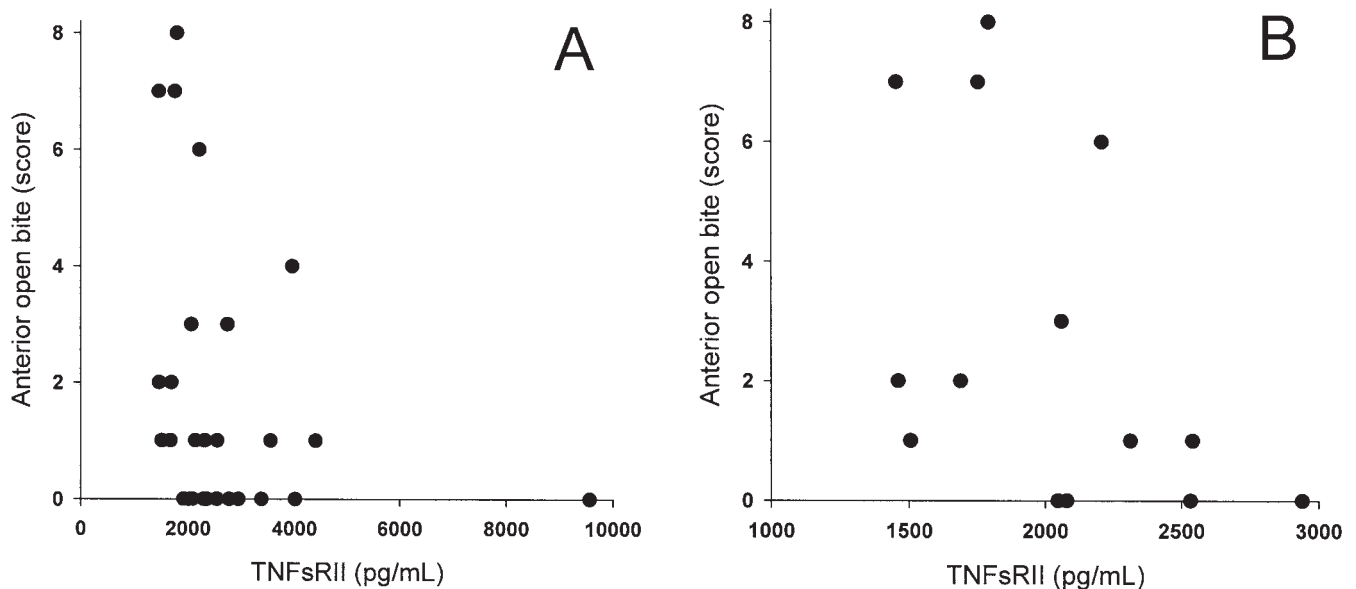 A
Anterior open bite (score)
8
6
4
2
0
0 2000 4000 6000 8000 10000
TNFsRII (pg/mL)
B
Anterior open bite (score)
8
6
4
2
0
1000 1500 2000 2500 3000
TNFsRII (pg/mL)